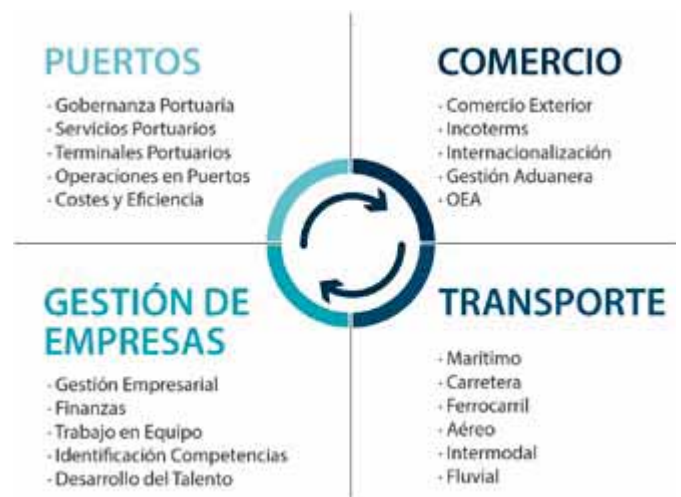 PUERTOS
· Gobernanza Portuaria
· Servicios Portuarios
· Terminales Portuarios
· Operaciones en Puertos
· Costes y Eficiencia
COMERCIO
· Comercio Exterior
· Incoterms
· Internacionalización
· Gestión Aduanera
· OEA
GESTIÓN DE
EMPRESAS
· Gestión Empresarial
· Finanzas
· Trabajo en Equipo
· Identificación Competencias
· Desarrollo del Talento
TRANSPORTE
· Marítimo
· Carretera
· Ferrocarril
· Aéreo
· Intermodal
· Fluvial